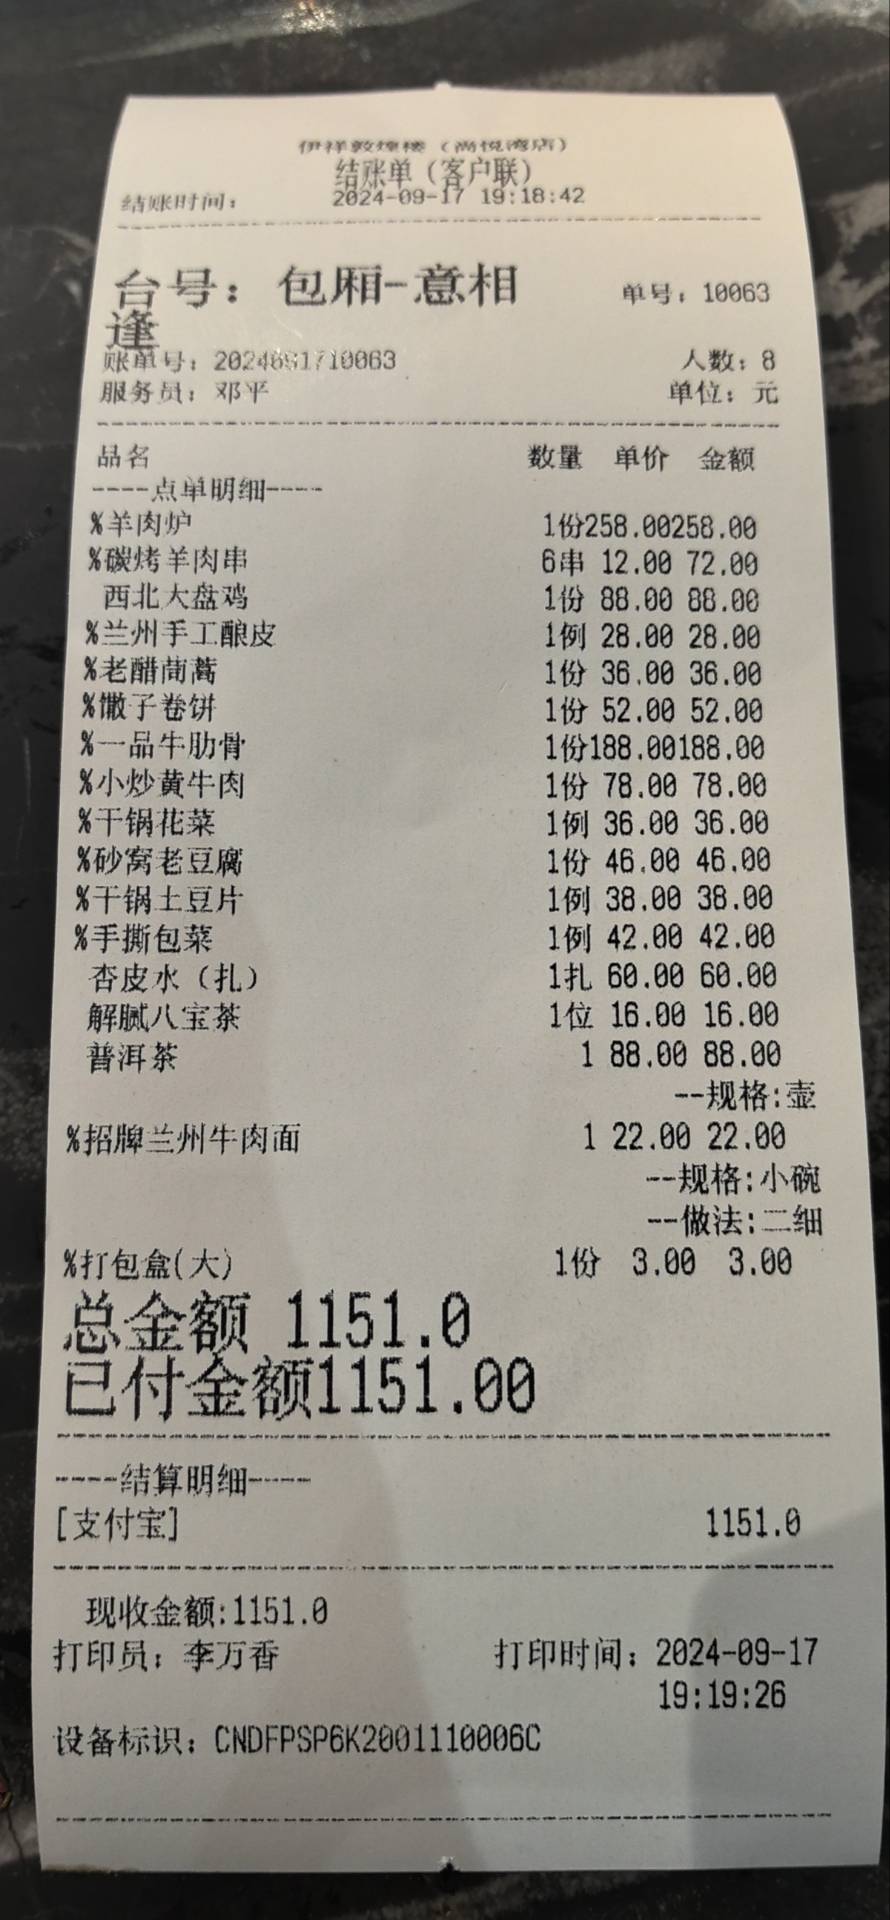 伊祥敦煌楼（尚悦湾店）
结账单（客户联）
结账时间： 2024-09-17 19:18:42
台号：包厢-意相逢 单号：10063
账单号：2024091710063 人数：8
服务员：邓平 单位：元
品名 数量 单价 金额
----点单明细----
%羊肉炉 1份258.00258.00
%碳烤羊肉串 6串 12.00 72.00
西北大盘鸡 1份 88.00 88.00
%兰州手工酿皮 1例 28.00 28.00
%老醋茼蒿 1份 36.00 36.00
%馓子卷饼 1份 52.00 52.00
%一品牛肋骨 1份188.00188.00
%小炒黄牛肉 1份 78.00 78.00
%干锅花菜 1例 36.00 36.00
%砂窝老豆腐 1份 46.00 46.00
%干锅土豆片 1例 38.00 38.00
%手撕包菜 1例 42.00 42.00
杏皮水（扎） 1扎 60.00 60.00
解腻八宝茶 1位 16.00 16.00
普洱茶 1 88.00 88.00
--规格:壶
%招牌兰州牛肉面 1 22.00 22.00
--规格:小碗
--做法:二细
%打包盒(大) 1份 3.00 3.00
总金额 1151.0
已付金额1151.00
----结算明细----
[支付宝] 1151.0
现收金额:1151.0
打印员：李万香 打印时间：2024-09-17
19:19:26
设备标识：CNDFPSP6K2001110006C